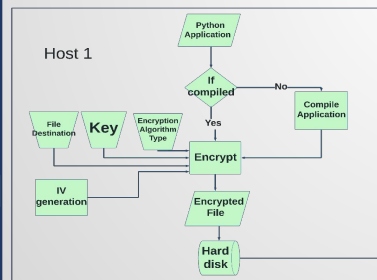 Host 1
Python
Application
If
compiled
No
Compile
Application
Yes
File
Destination
Key
Encryption
Algorithm
Type
Encrypt
IV
generation
Encrypted
File
Hard
disk